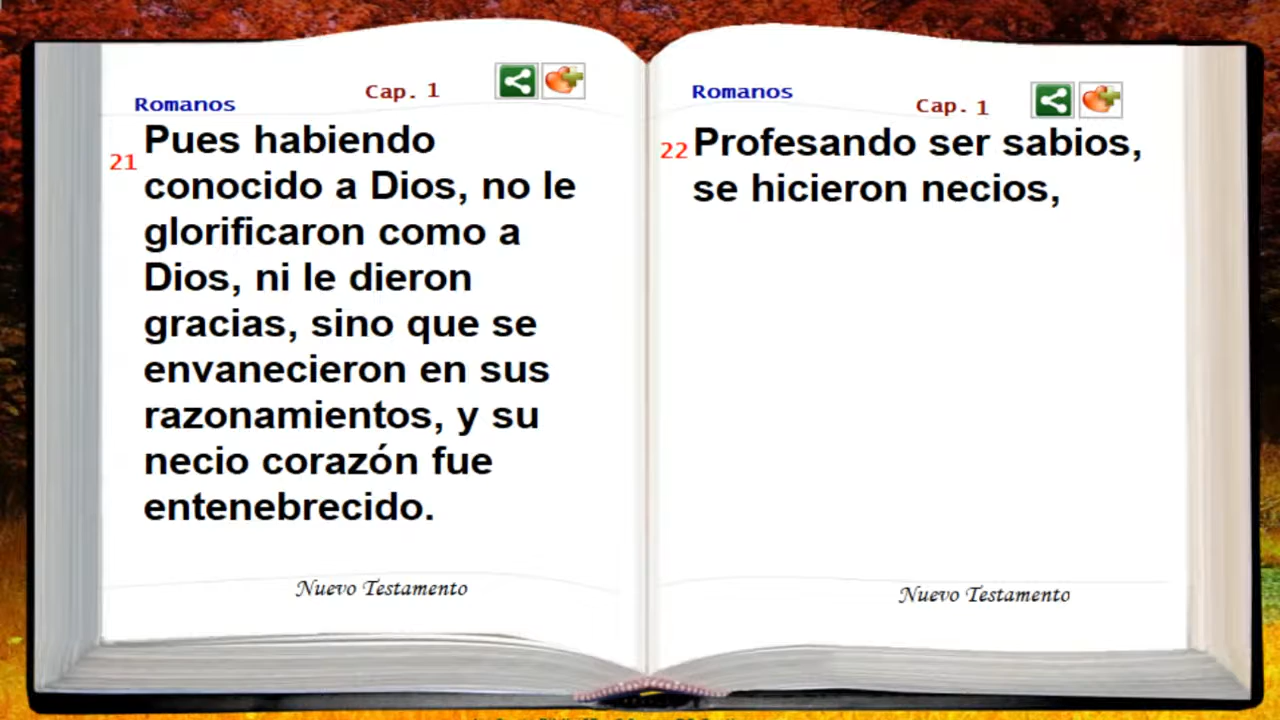 Romanos
Cap. 1
21
Pues habiendo
conocido a Dios, no le
glorificaron como a
Dios, ni le dieron
gracias, sino que se
envanecieron en sus
razonamientos, y su
necio corazón fue
entenebrecido.
Nuevo Testamento
Romanos
Cap. 1
22 Profesando ser sabios,
se hicieron necios,
Nuevo Testamento